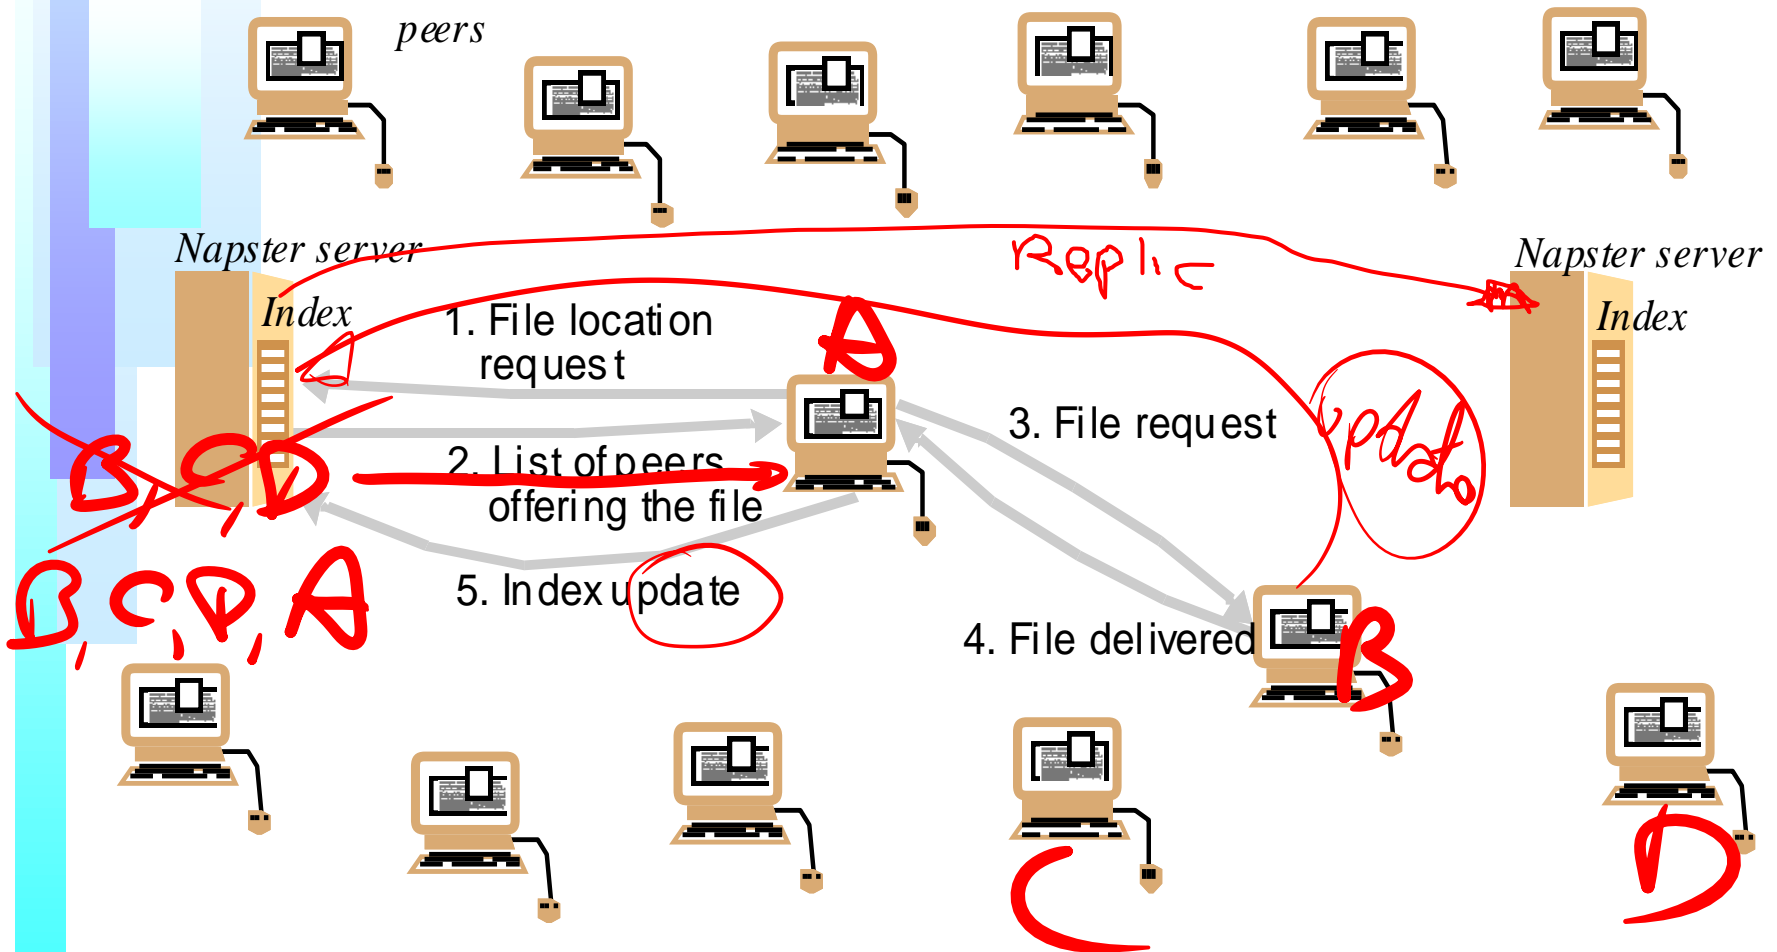 peers
Napster server
Replic
Napster server
Index
Index
1. File location
request
A
3. File request
update
B, C, D
2. List of peers
offering the file
B, C, D, A
5. Index update
4. File delivered
B
C
D